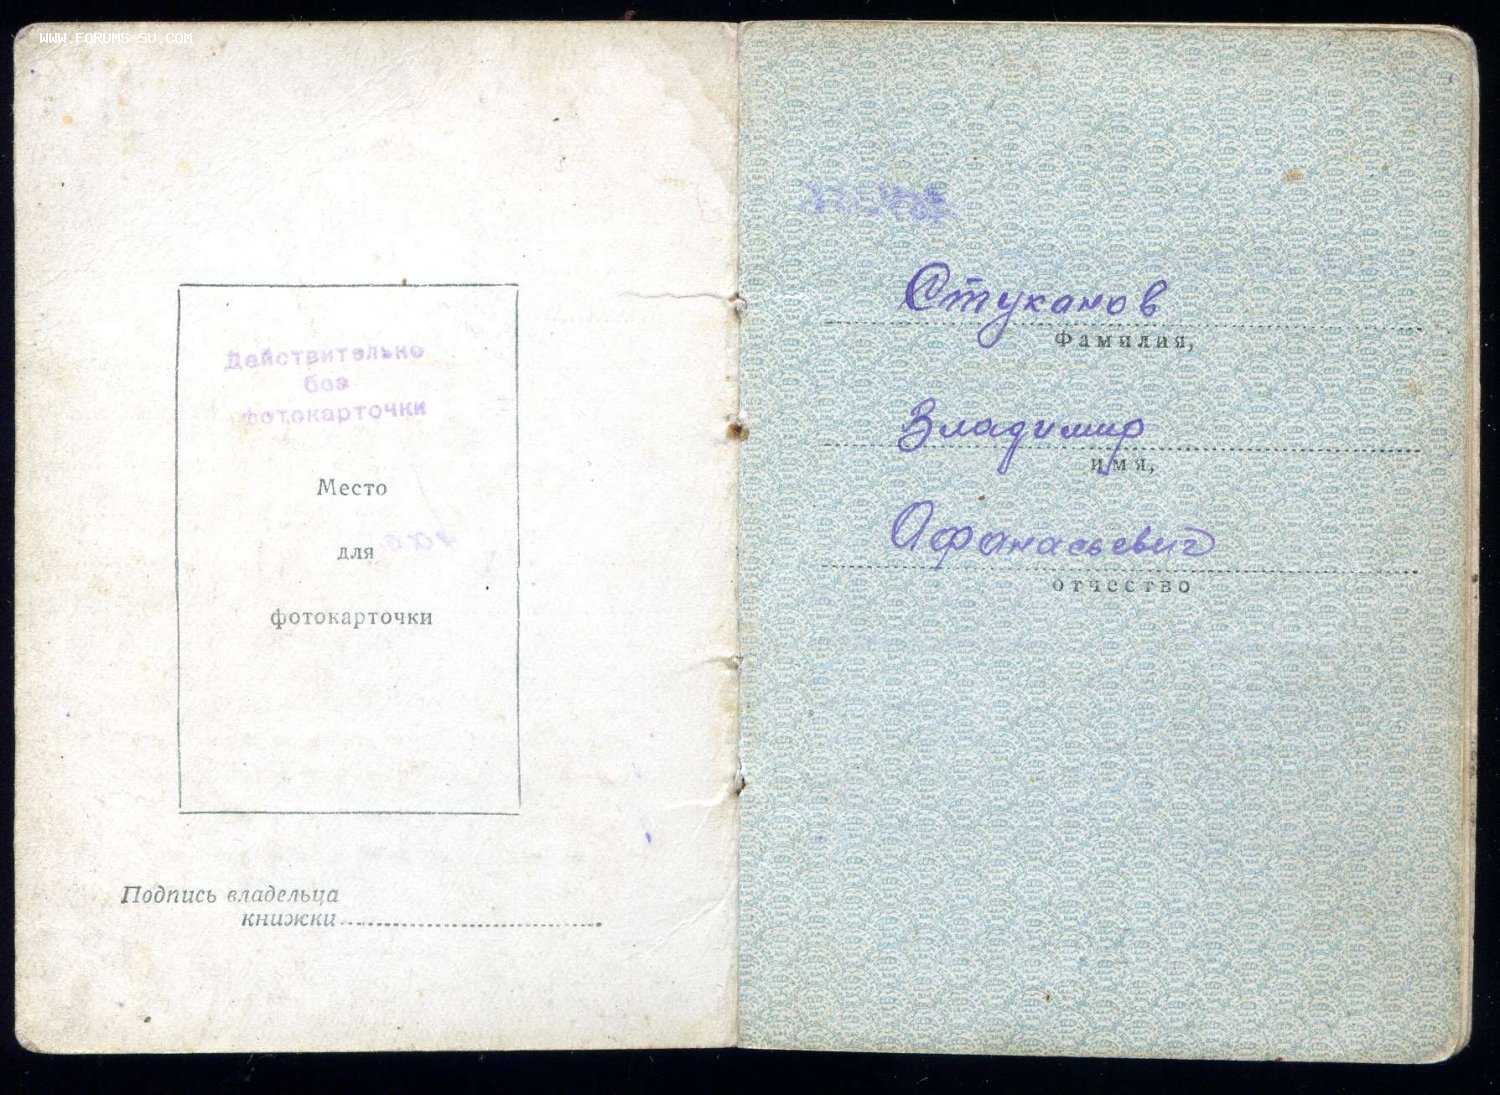 WWW.FORUMS-SU.COM
Действительно
без
фотокарточки
Место
для
фотокарточки
Подпись владельца
книжки
Стуканов
Фамилия,
Владимир
имя,
Афанасьевич
отчество